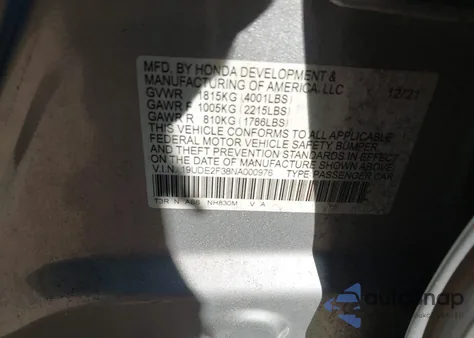 MFD. BY HONDA DEVELOPMENT &
MANUFACTURING OF AMERICA, LLC 12/21
GVWR 1815KG (4001LBS)
GAWR F 1005KG (2215LBS)
GAWR R 810KG (1786LBS)
THIS VEHICLE CONFORMS TO ALL APPLICABLE
FEDERAL MOTOR VEHICLE SAFETY, BUMPER,
AND THEFT PREVENTION STANDARDS IN EFFECT
ON THE DATE OF MANUFACTURE SHOWN ABOVE.
V.I.N. 19UDE2F38NA000976 TYPE PASSENGER CAR
NH830M V A